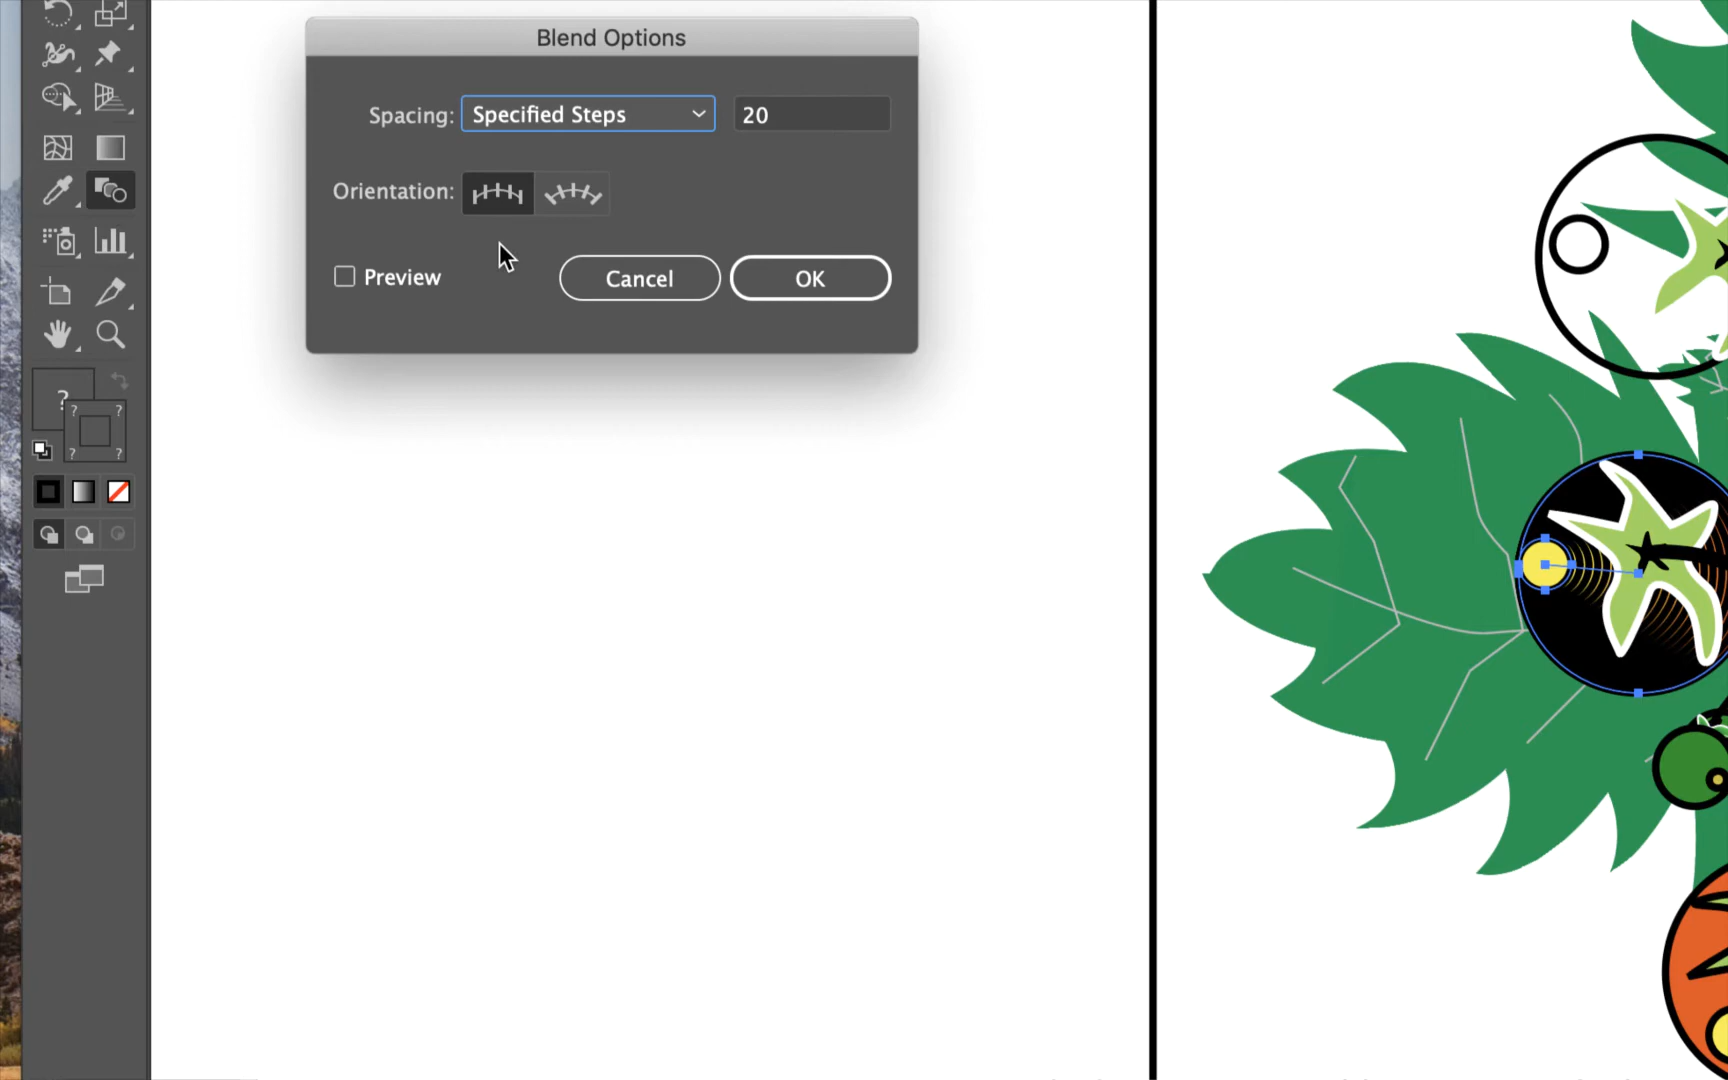 Blend Options
Spacing: Specified Steps 20
Orientation:
Preview Cancel OK
? ? ?
? ?